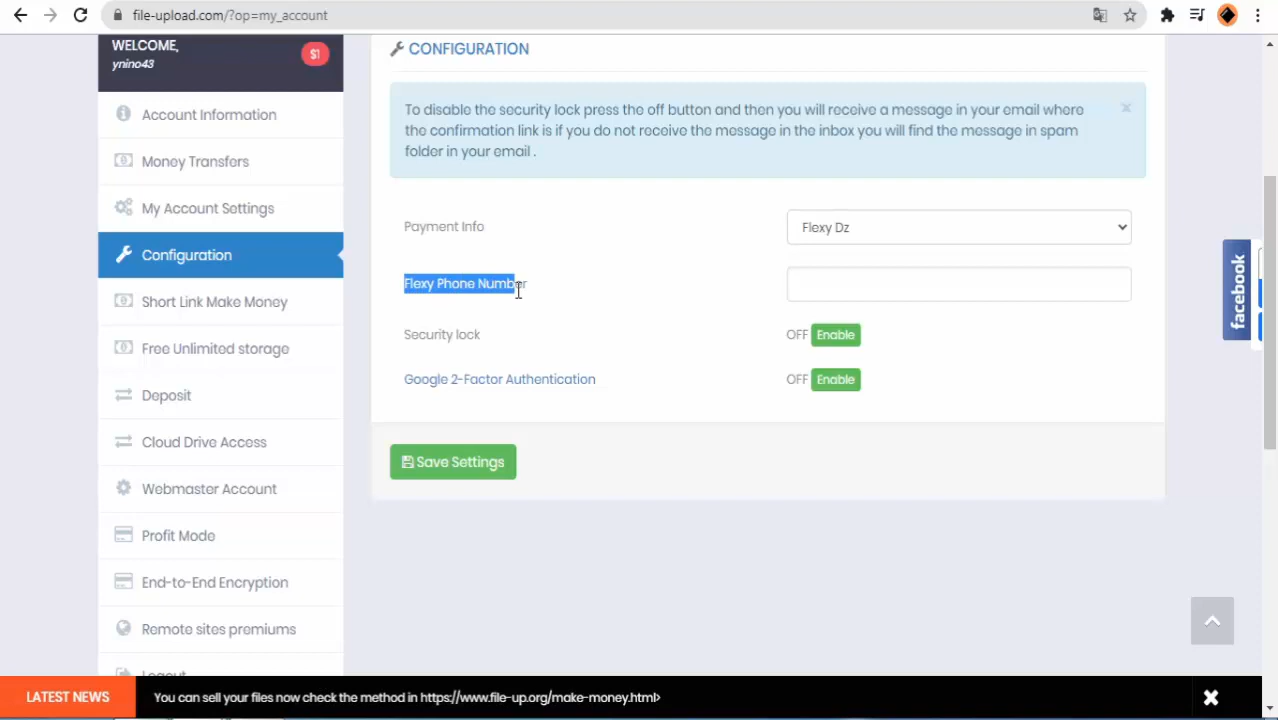 file-upload.com/?op=my_account
WELCOME,
ynino43
$1
Account Information
Money Transfers
My Account Settings
Configuration
Short Link Make Money
Free Unlimited storage
Deposit
Cloud Drive Access
Webmaster Account
Profit Mode
End-to-End Encryption
Remote sites premiums
Logout
CONFIGURATION
To disable the security lock press the off button and then you will receive a message in your email where
the confirmation link is if you do not receive the message in the inbox you will find the message in spam
folder in your email .
Payment Info
Flexy Dz
Flexy Phone Number
Security lock
OFF Enable
Google 2-Factor Authentication
OFF Enable
Save Settings
facebook
LATEST NEWS
You can sell your files now check the method in https://www.file-up.org/make-money.html>